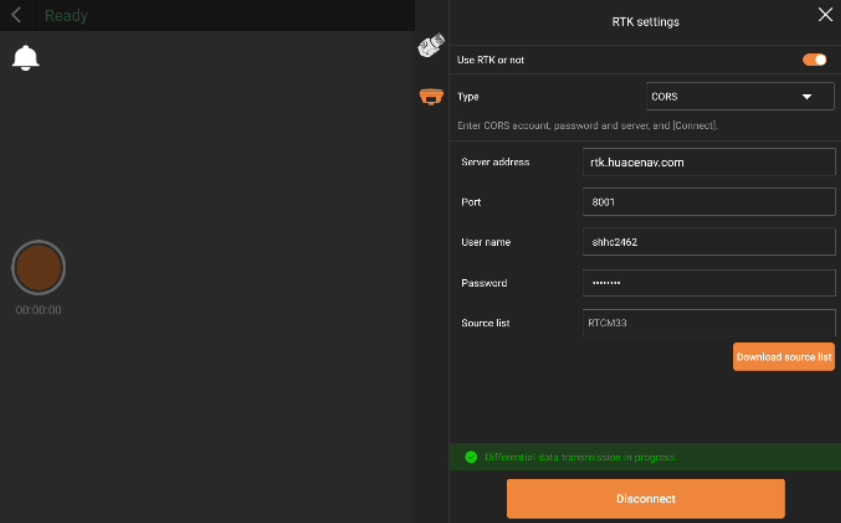 Ready
00:00:00
RTK settings
Use RTK or not
Type
CORS
Enter CORS account, password and server, and [Connect].
Server address
rtk.huacenav.com
Port
8001
User name
shhc2462
Password
••••••••
Source list
RTCM33
Download source list
Differential data transmission in progress.
Disconnect